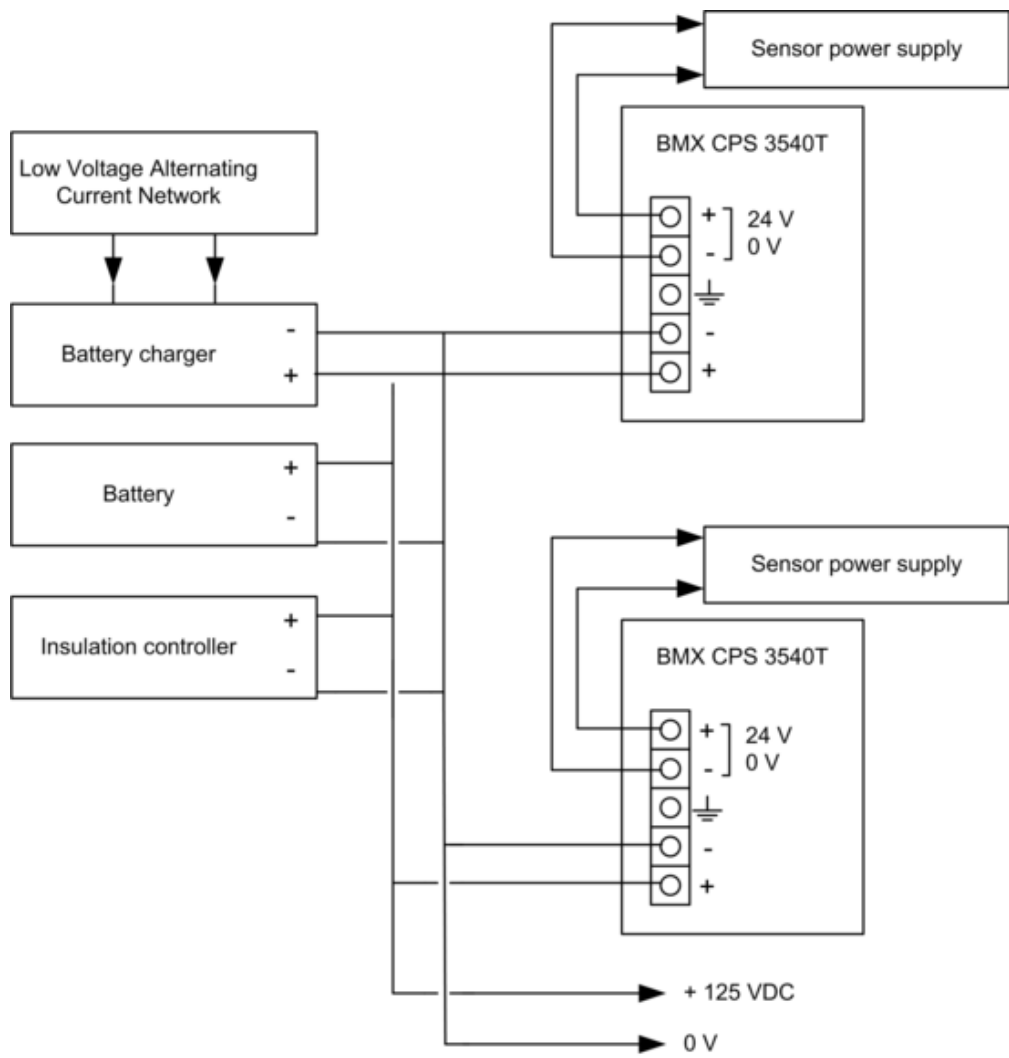 Sensor power supply
BMX CPS 3540T
+ 24 V
- 0 V
-
+
Low Voltage Alternating
Current Network
Battery charger
-
+
Battery
+
-
Insulation controller
+
-
Sensor power supply
BMX CPS 3540T
+ 24 V
- 0 V
-
+
+ 125 VDC
0 V